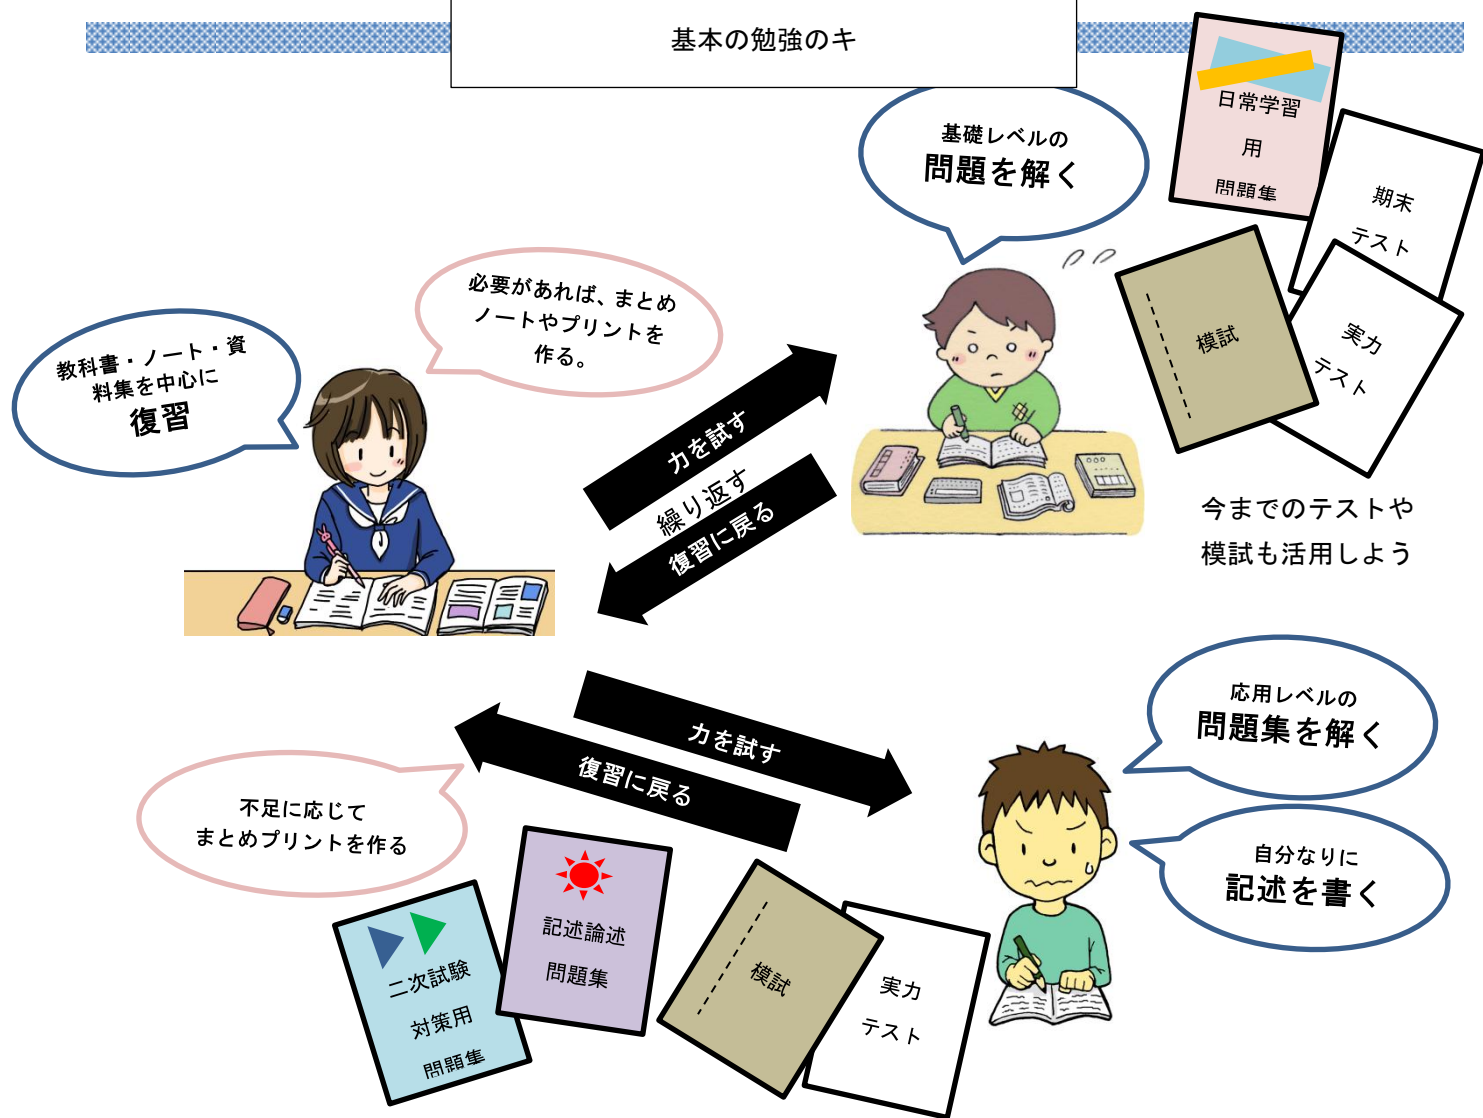 基本の勉強のキ
基礎レベルの
問題を解く
日常学習
用
問題集
期末
テスト
模試
実力
テスト
今までのテストや
模試も活用しよう
必要があれば、まとめ
ノートやプリントを
作る。
教科書・ノート・資
料集を中心に
復習
力を試す
繰り返す
復習に戻る
力を試す
復習に戻る
応用レベルの
問題集を解く
自分なりに
記述を書く
不足に応じて
まとめプリントを作る
二次試験
対策用
問題集
記述論述
問題集
模試
実力
テスト